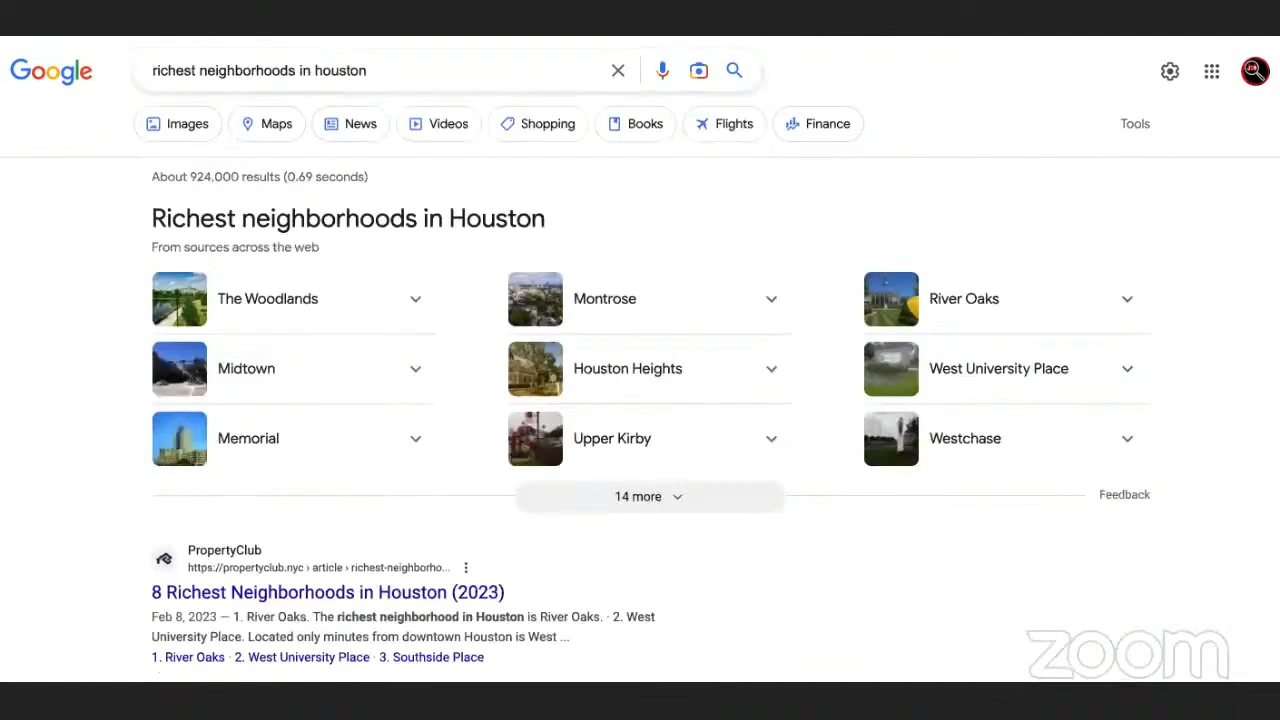 Google
richest neighborhoods in houston
Images
Maps
News
Videos
Shopping
Books
Flights
Finance
Tools
About 924,000 results (0.69 seconds)
Richest neighborhoods in Houston
From sources across the web
The Woodlands
Montrose
River Oaks
Midtown
Houston Heights
West University Place
Memorial
Upper Kirby
Westchase
14 more
Feedback
PropertyClub
https://propertyclub.nyc › article › richest-neighborho...
8 Richest Neighborhoods in Houston (2023)
Feb 8, 2023 — 1. River Oaks. The richest neighborhood in Houston is River Oaks. · 2. West
University Place. Located only minutes from downtown Houston is West ...
1. River Oaks · 2. West University Place · 3. Southside Place
zoom